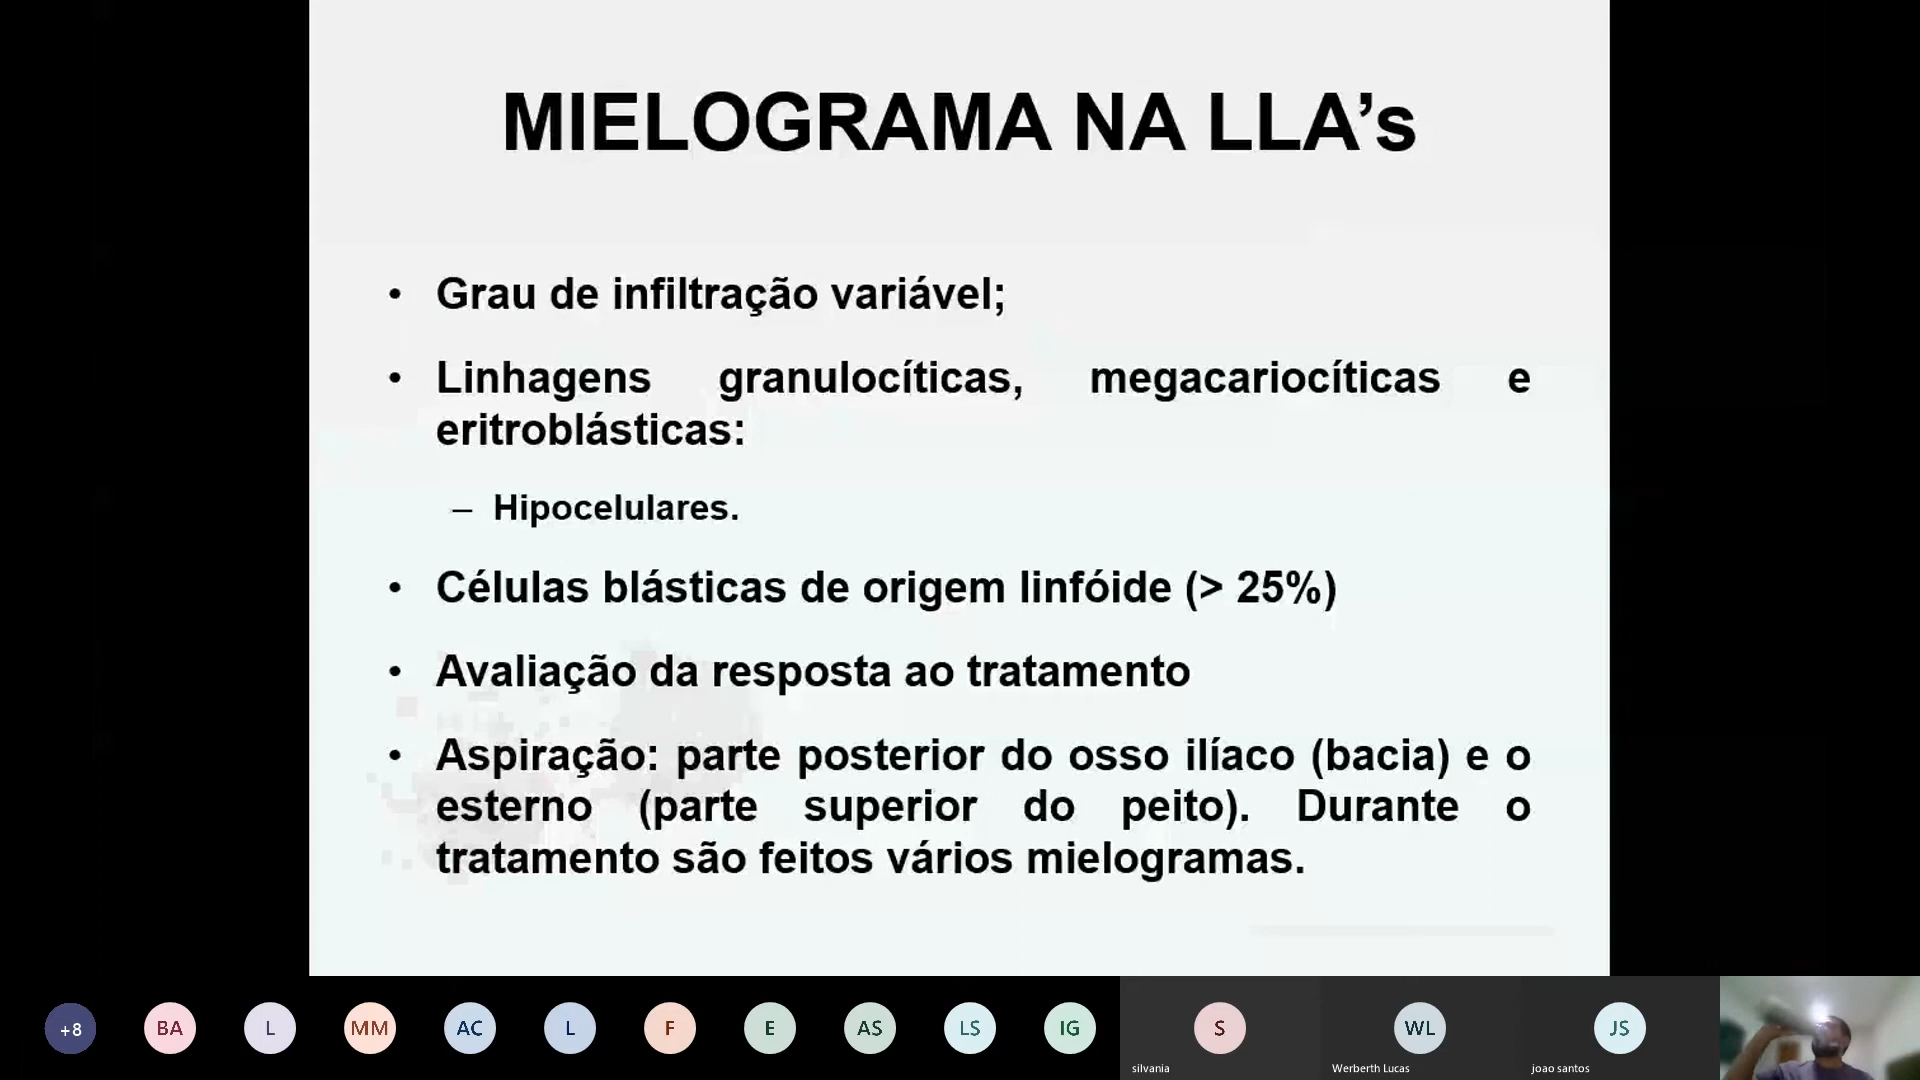 MIELOGRAMA NA LLA’s
• Grau de infiltração variável;
• Linhagens granulocíticas, megacariocíticas e
eritroblásticas:
– Hipocelulares.
• Células blásticas de origem linfóide (> 25%)
• Avaliação da resposta ao tratamento
• Aspiração: parte posterior do osso ilíaco (bacia) e o
esterno (parte superior do peito). Durante o
tratamento são feitos vários mielogramas.
+8 BA L MM AC L F E AS LS IG S WL JS
silvania Werberth Lucas joao santos